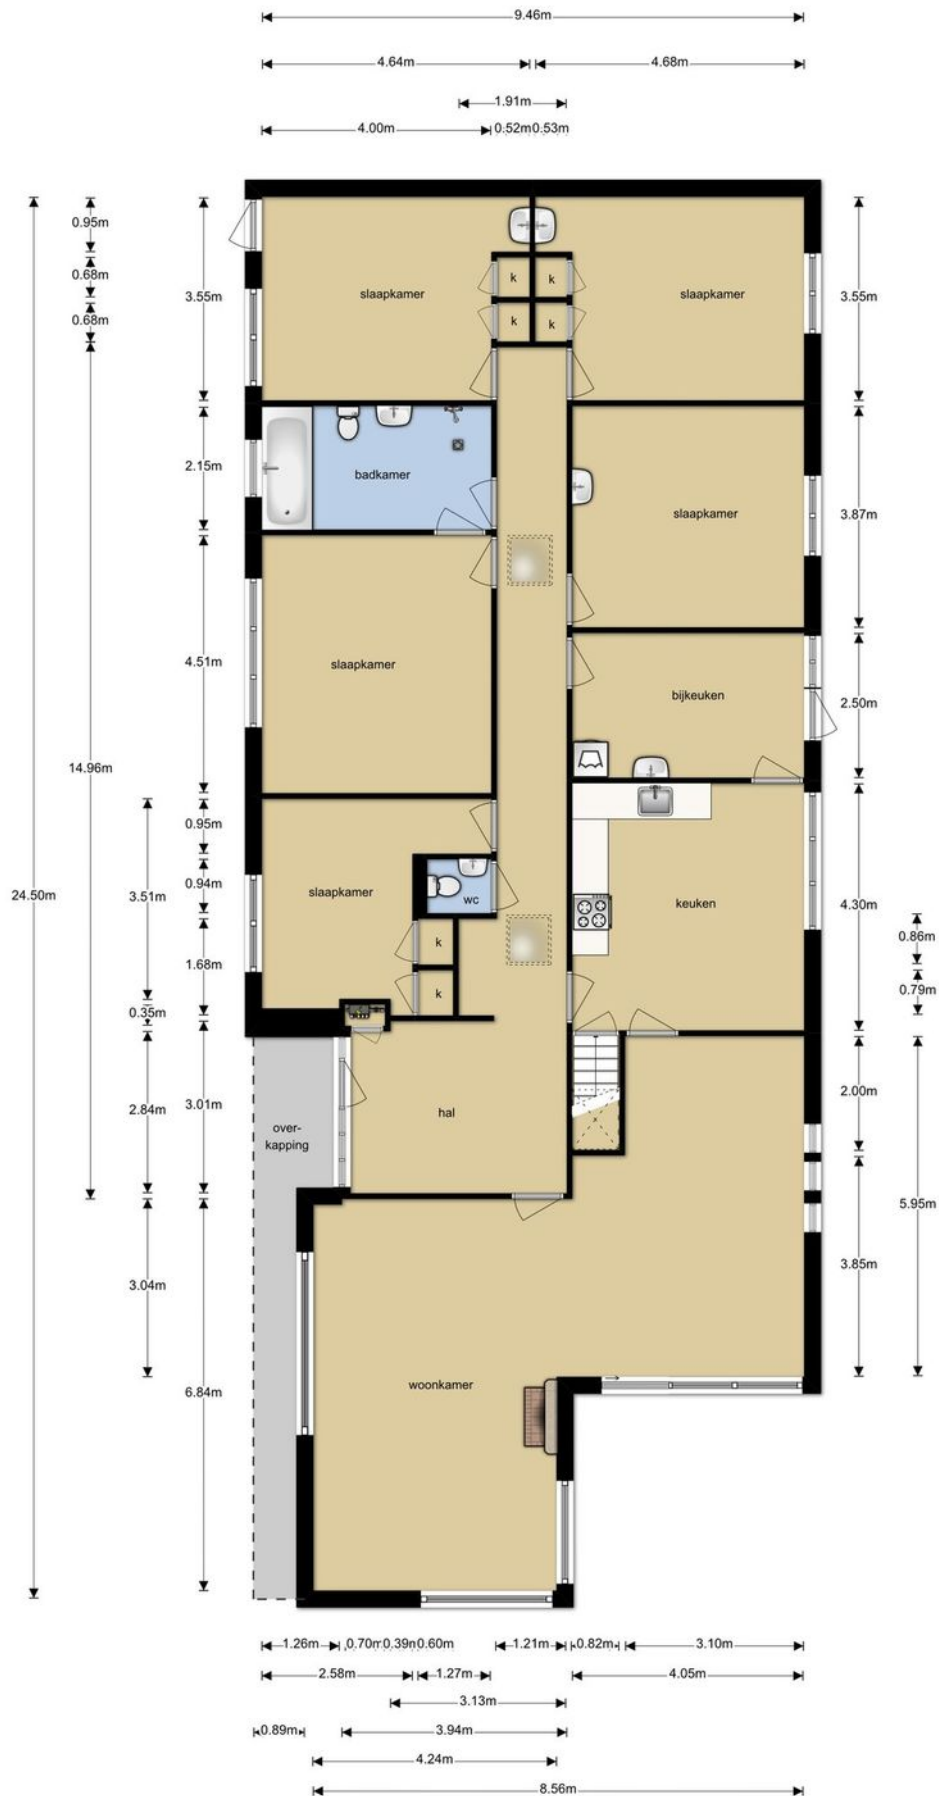 9.46m
4.64m 4.68m
1.91m
4.00m 0.52m 0.53m
0.95m
0.68m
3.55m slaapkamer k k slaapkamer 3.55m
0.68m k k
2.15m badkamer
slaapkamer 3.87m
4.51m slaapkamer
bijkeuken 2.50m
14.96m
0.95m
24.50m 3.51m 0.94m slaapkamer wc keuken 4.30m
0.86m
1.68m k
0.79m
k
0.35m
2.84m 3.01m hal 2.00m
over-
kapping
5.95m
3.04m 3.85m
6.84m woonkamer
1.26m 0.70m 0.39m 0.60m 1.21m 0.82m 3.10m
2.58m 1.27m 4.05m
3.13m
0.89m 3.94m
4.24m
8.56m